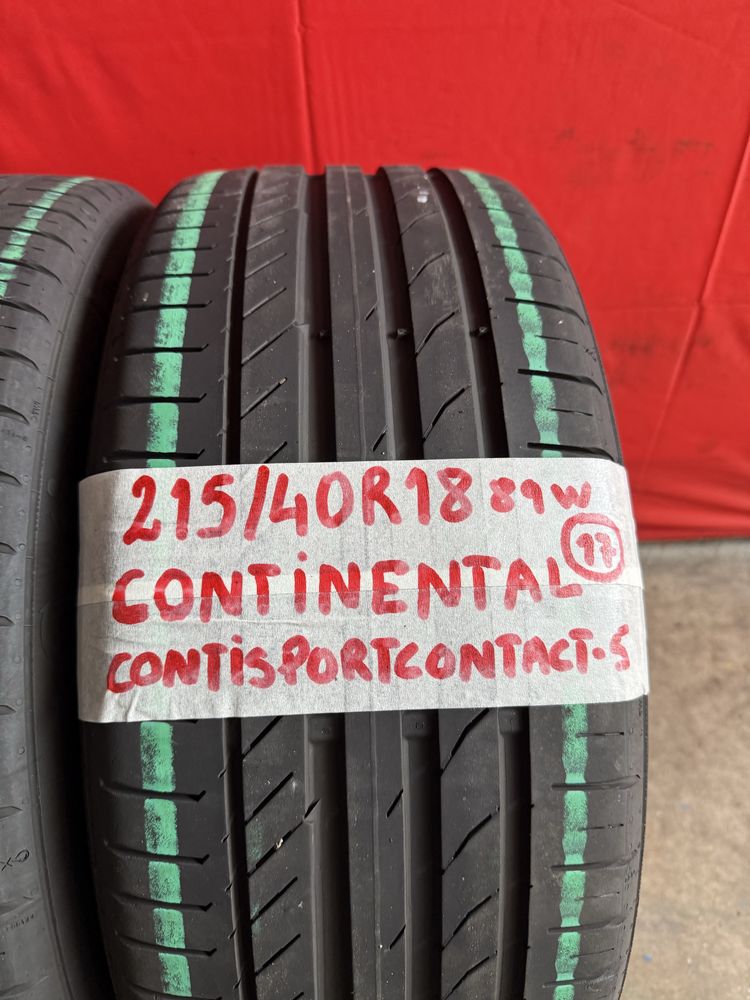 215/40R18 89W
17
CONTiNENTAL
CONTiSPORTCONTACT-5